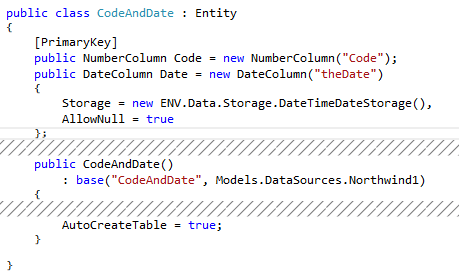 public class CodeAndDate : Entity
{
[PrimaryKey]
public NumberColumn Code = new NumberColumn("Code");
public DateColumn Date = new DateColumn("theDate")
{
Storage = new ENV.Data.Storage.DateTimeDateStorage(),
AllowNull = true
};
public CodeAndDate()
: base("CodeAndDate", Models.DataSources.Northwind1)
{
AutoCreateTable = true;
}
}